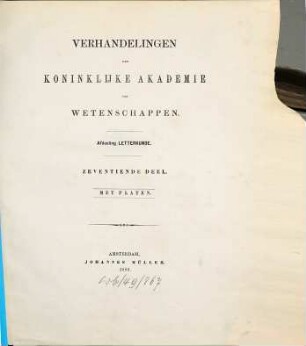 VERHANDELINGEN
DER
KONINKLIJKE AKADEMIE
VAN
WETENSCHAPPEN.
Afdeeling LETTERKUNDE.
ZEVENTIENDE DEEL.
MET PLATEN.
AMSTERDAM,
JOHANNES MÜLLER.